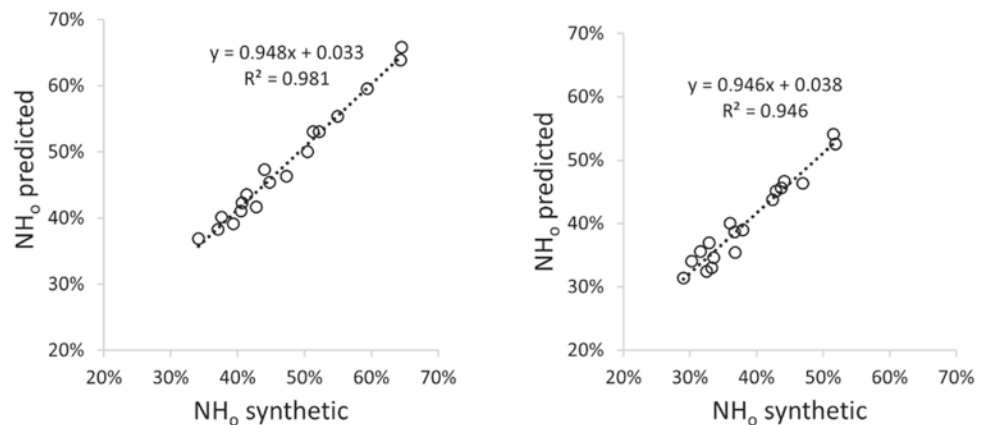 70%
60%
50%
40%
30%
20%
NHₒ predicted
y = 0.948x + 0.033
R² = 0.981
20% 30% 40% 50% 60% 70%
NHₒ synthetic
70%
60%
50%
40%
30%
20%
NHₒ predicted
y = 0.946x + 0.038
R² = 0.946
20% 30% 40% 50% 60% 70%
NHₒ synthetic